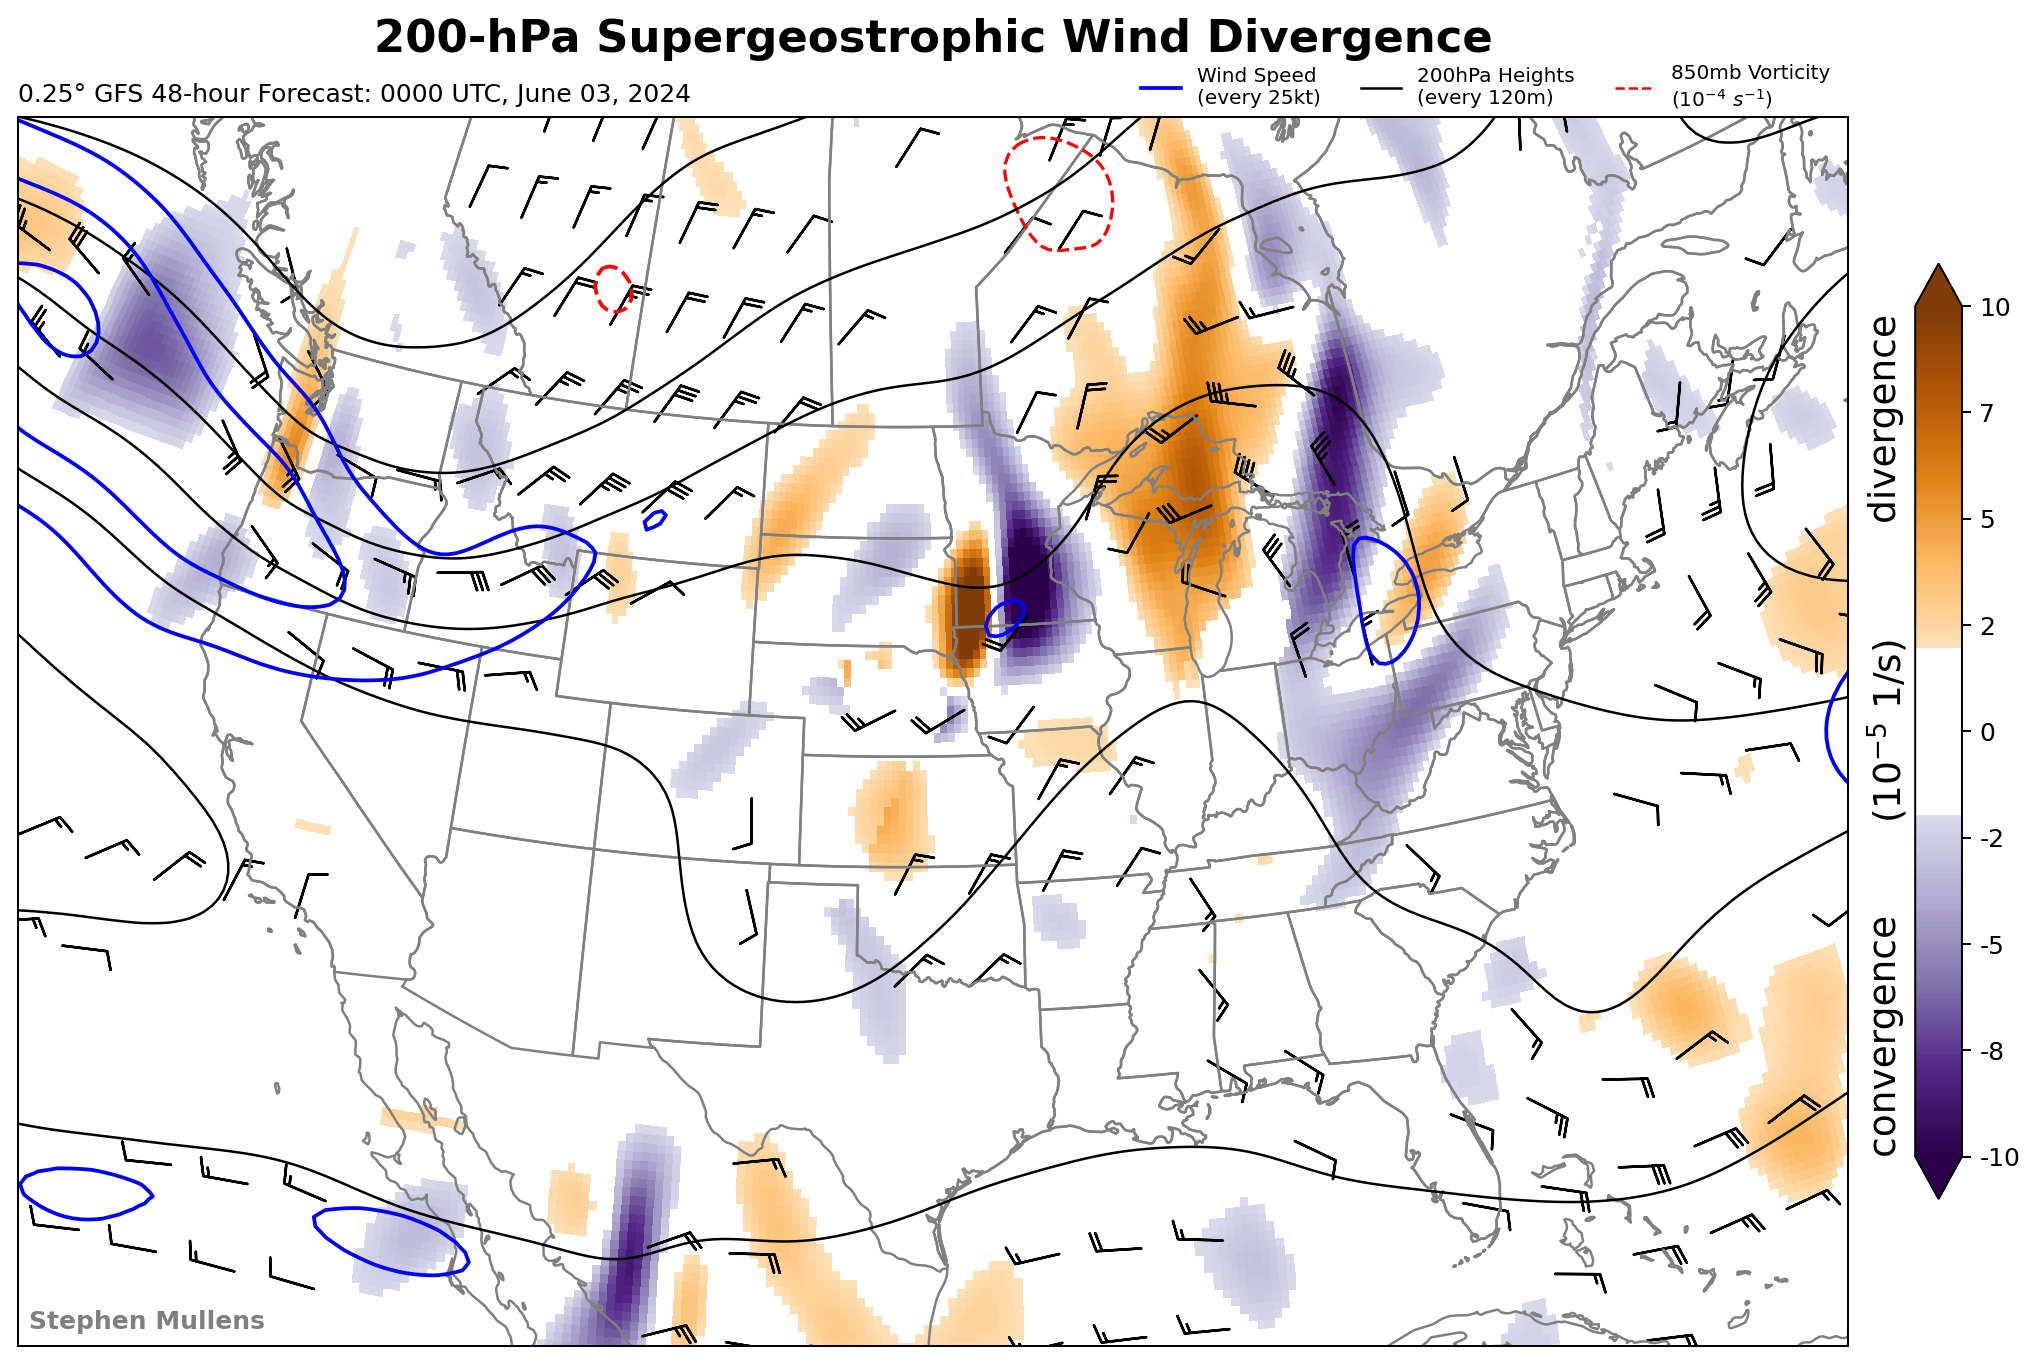 200-hPa Supergeostrophic Wind Divergence
0.25° GFS 48-hour Forecast: 0000 UTC, June 03, 2024
Wind Speed
(every 25kt)
200hPa Heights
(every 120m)
850mb Vorticity
(10⁻⁴ s⁻¹)
10
7
5
2
0
-2
-5
-8
-10
convergence (10⁻⁵ 1/s) divergence
Stephen Mullens